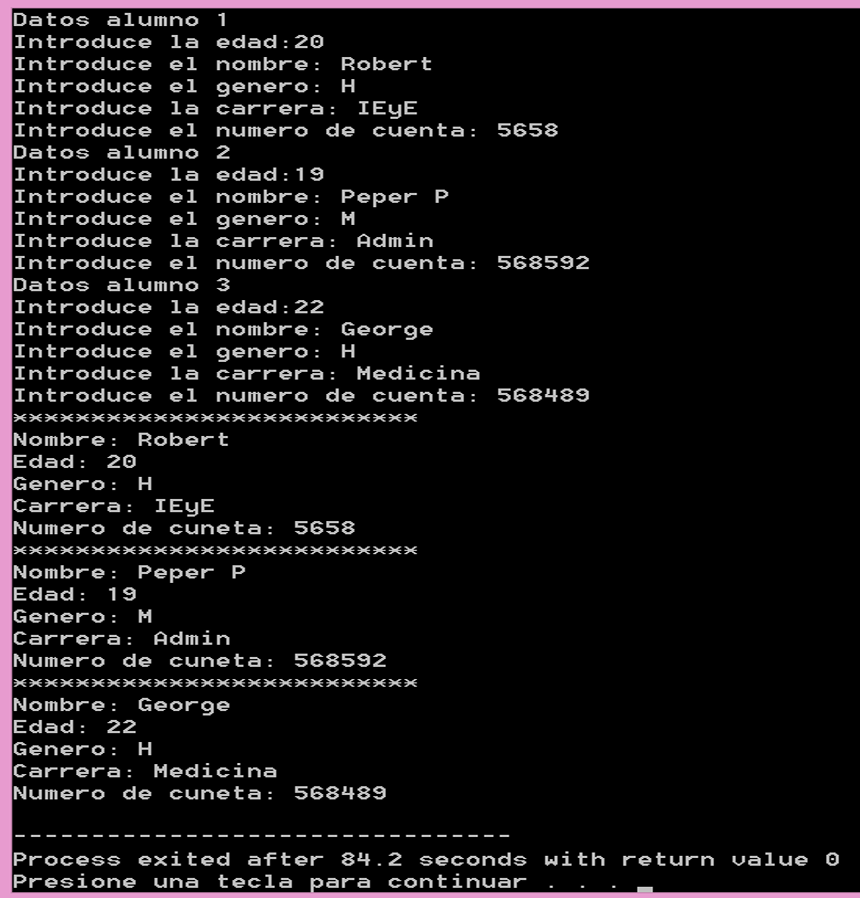 Datos alumno 1
Introduce la edad:20
Introduce el nombre: Robert
Introduce el genero: H
Introduce la carrera: IEyE
Introduce el numero de cuenta: 5658
Datos alumno 2
Introduce la edad:19
Introduce el nombre: Peper P
Introduce el genero: M
Introduce la carrera: Admin
Introduce el numero de cuenta: 568592
Datos alumno 3
Introduce la edad:22
Introduce el nombre: George
Introduce el genero: H
Introduce la carrera: Medicina
Introduce el numero de cuenta: 568489
**************************
Nombre: Robert
Edad: 20
Genero: H
Carrera: IEyE
Numero de cuneta: 5658
**************************
Nombre: Peper P
Edad: 19
Genero: M
Carrera: Admin
Numero de cuneta: 568592
**************************
Nombre: George
Edad: 22
Genero: H
Carrera: Medicina
Numero de cuneta: 568489
--------------------------------
Process exited after 84.2 seconds with return value 0
Presione una tecla para continuar . . . _